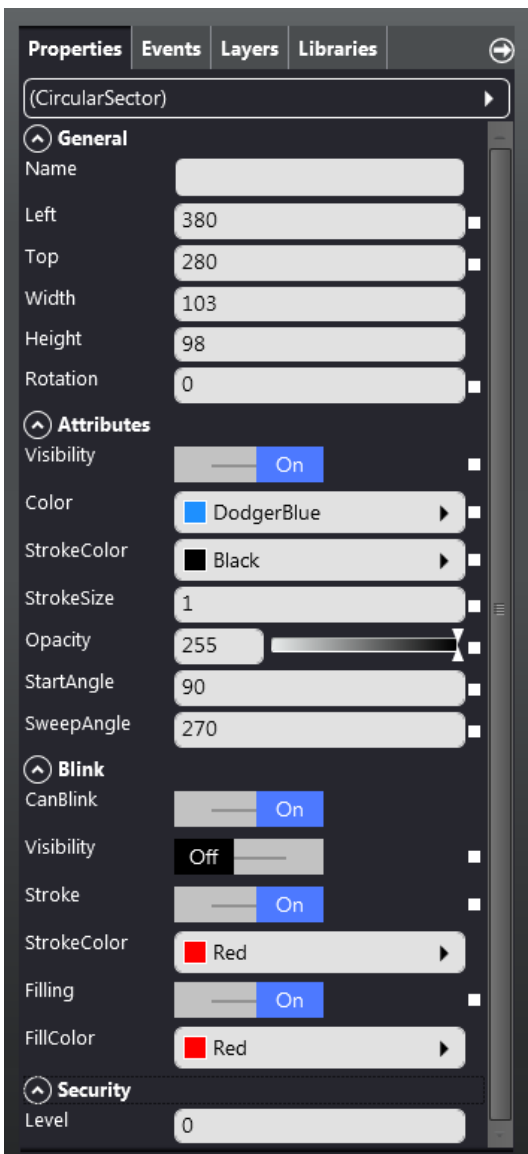 Properties Events Layers Libraries
(CircularSector)
General
Name
Left 380
Top 280
Width 103
Height 98
Rotation 0
Attributes
Visibility On
Color DodgerBlue
StrokeColor Black
StrokeSize 1
Opacity 255
StartAngle 90
SweepAngle 270
Blink
CanBlink On
Visibility Off
Stroke On
StrokeColor Red
Filling On
FillColor Red
Security
Level 0